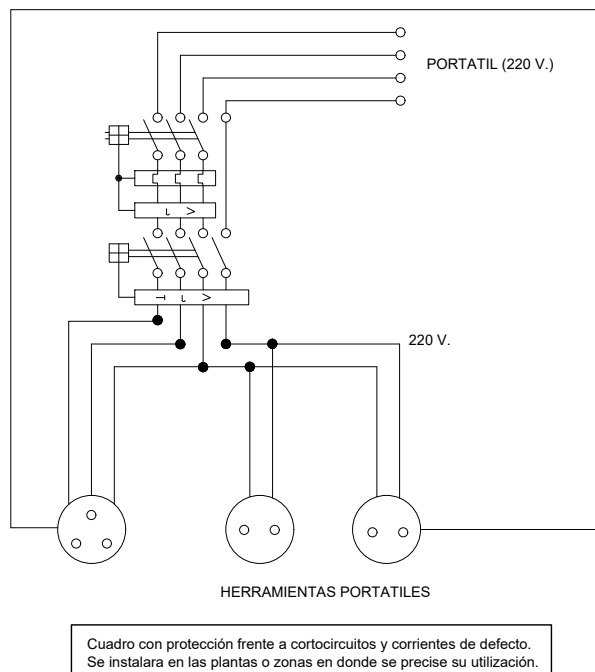 PORTATIL (220 V.)
220 V.
HERRAMIENTAS PORTATILES
Cuadro con protección frente a cortocircuitos y corrientes de defecto.
Se instalara en las plantas o zonas en donde se precise su utilización.